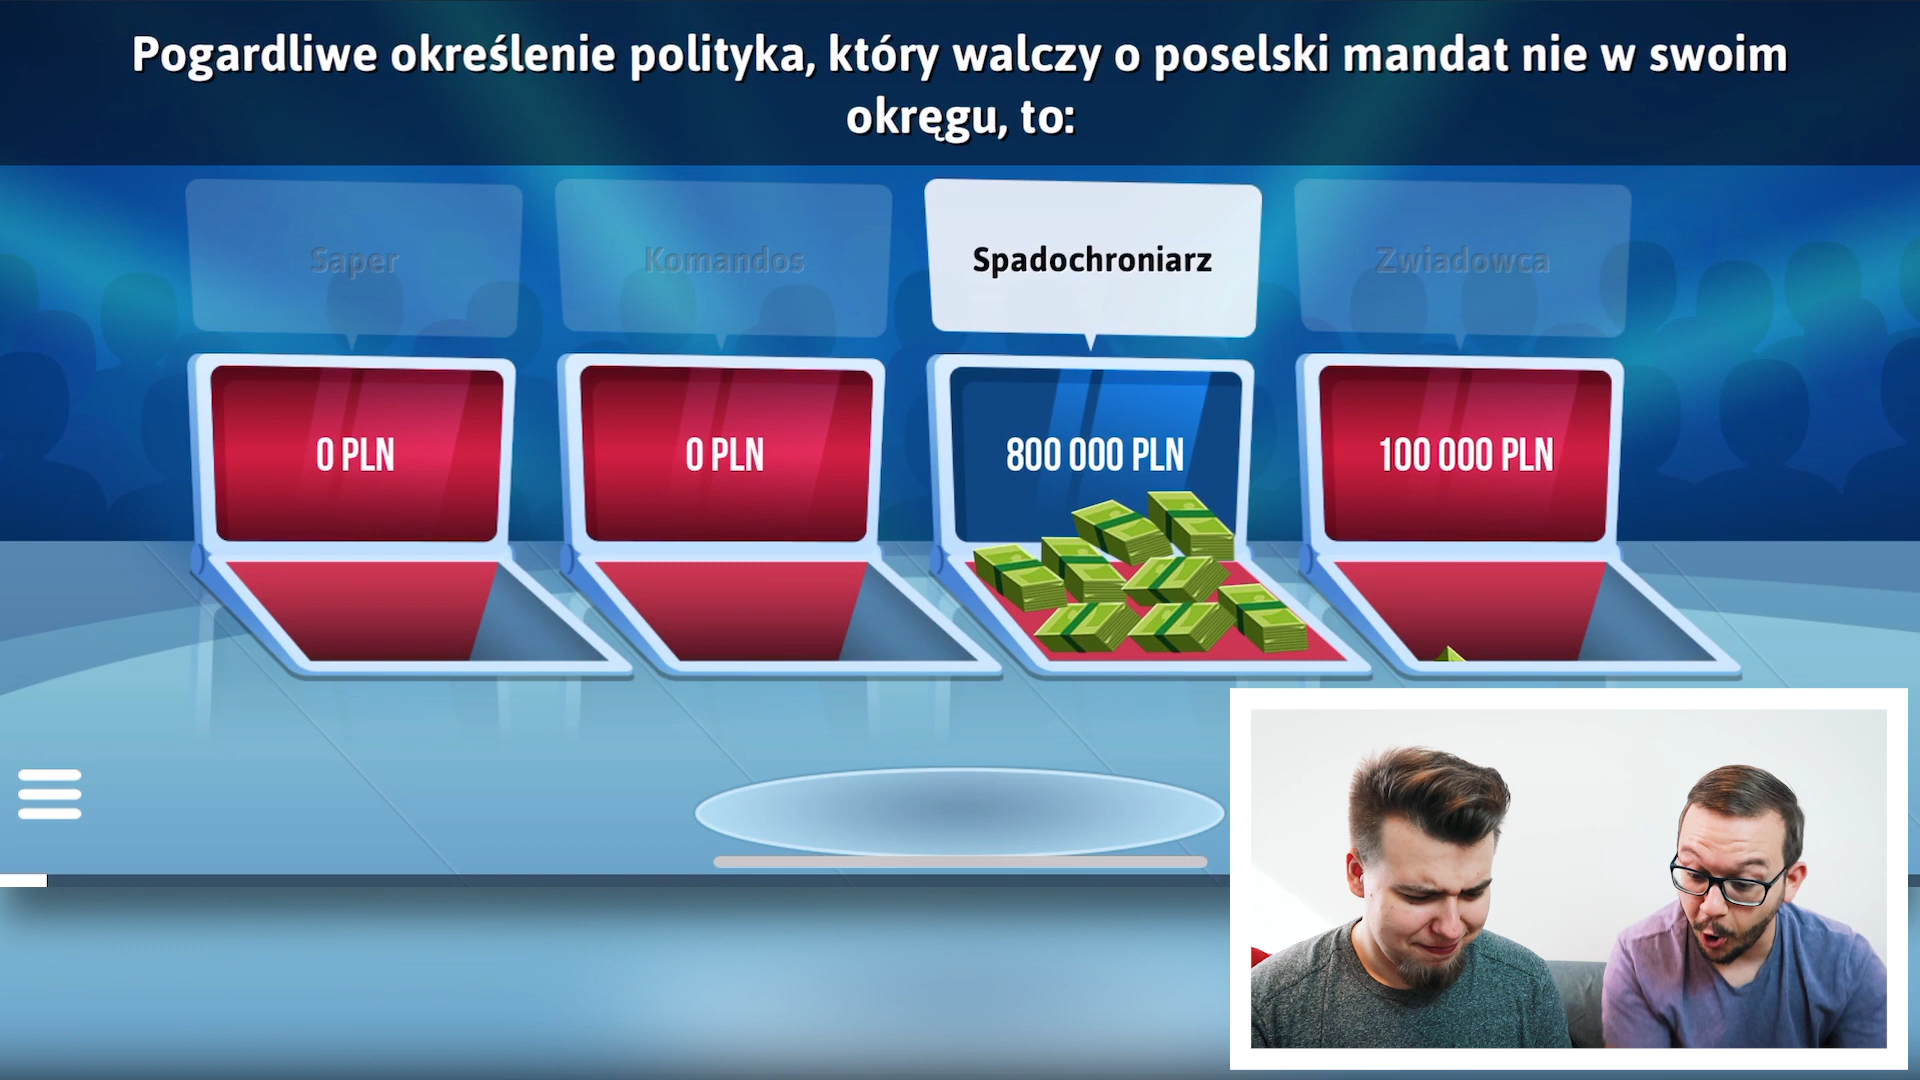 Pogardliwe określenie polityka, który walczy o poselski mandat nie w swoim
okręgu, to:
Saper
Komandos
Spadochroniarz
Zwiadowca
0 PLN
0 PLN
800 000 PLN
100 000 PLN